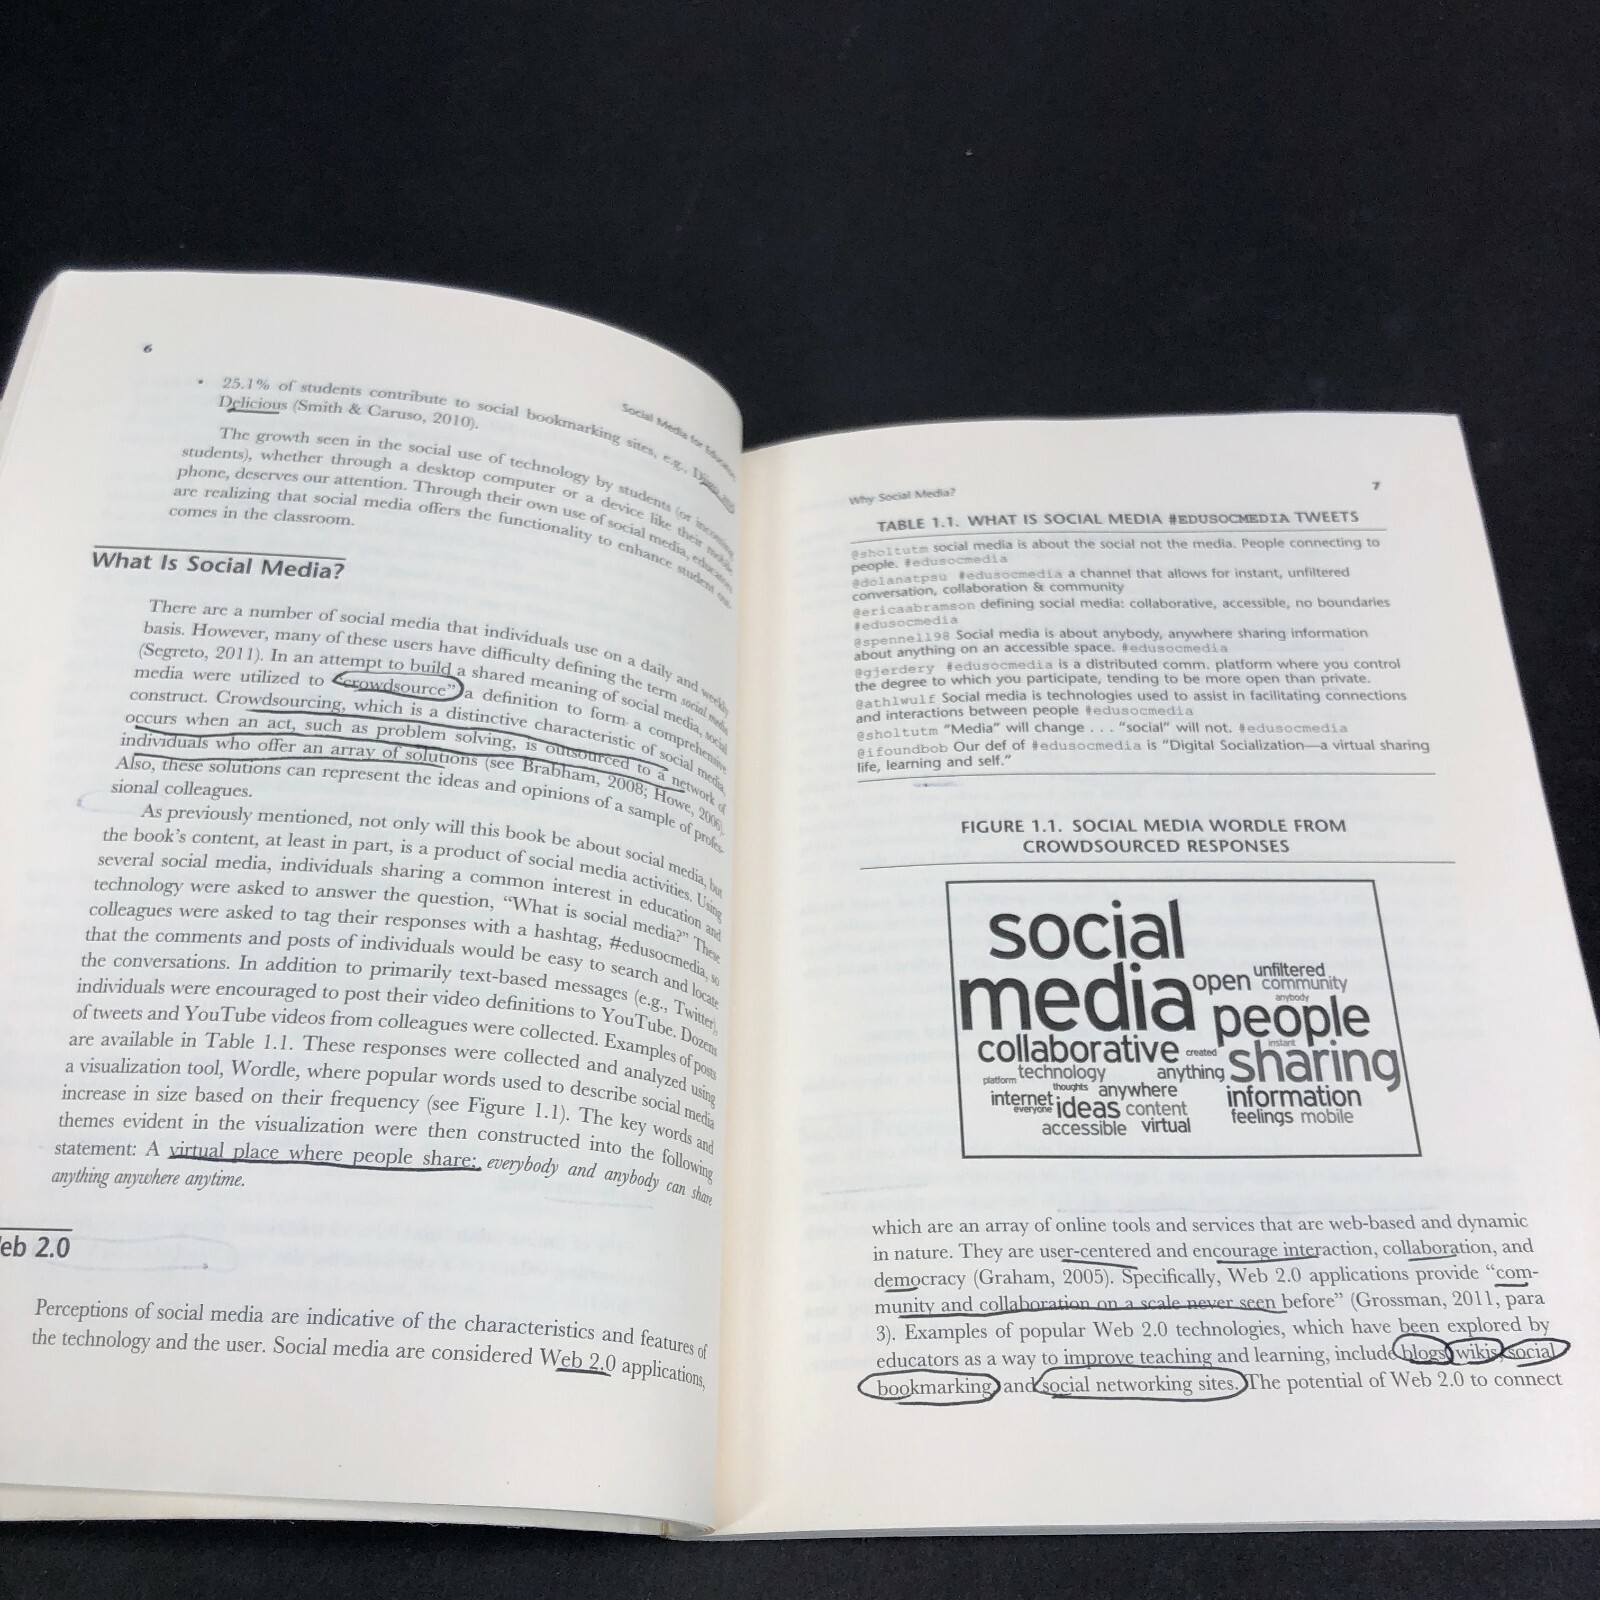 6
Social Media for Educators
• 25.1% of students contribute to social bookmarking sites, e.g., Diigo and
Delicious (Smith & Caruso, 2010).
The growth seen in the social use of technology by students (or incoming
students), whether through a desktop computer or a device like their mobile
phone, deserves our attention. Through their own use of social media, educators
are realizing that social media offers the functionality to enhance student out-
comes in the classroom.
What Is Social Media?
There are a number of social media that individuals use on a daily and weekly
basis. However, many of these users have difficulty defining the term social media
(Segreto, 2011). In an attempt to build a shared meaning of social media, social
media were utilized to “crowdsource” a definition to form a comprehensive
construct. Crowdsourcing, which is a distinctive characteristic of social media,
occurs when an act, such as problem solving, is outsourced to a network of
individuals who offer an array of solutions (see Brabham, 2008; Howe, 2006).
Also, these solutions can represent the ideas and opinions of a sample of profes-
sional colleagues.
As previously mentioned, not only will this book be about social media, but
the book’s content, at least in part, is a product of social media activities. Using
several social media, individuals sharing a common interest in education and
technology were asked to answer the question, “What is social media?” These
colleagues were asked to tag their responses with a hashtag, #edusocmedia, so
that the comments and posts of individuals would be easy to search and locate
the conversations. In addition to primarily text-based messages (e.g., Twitter),
individuals were encouraged to post their video definitions to YouTube. Dozens
of tweets and YouTube videos from colleagues were collected. Examples of posts
are available in Table 1.1. These responses were collected and analyzed using
a visualization tool, Wordle, where popular words used to describe social media
increase in size based on their frequency (see Figure 1.1). The key words and
themes evident in the visualization were then constructed into the following
statement: A virtual place where people share; everybody and anybody can share
anything anywhere anytime.
eb 2.0
Perceptions of social media are indicative of the characteristics and features of
the technology and the user. Social media are considered Web 2.0 applications,
Why Social Media?
7
TABLE 1.1. WHAT IS SOCIAL MEDIA #EDUSOCMEDIA TWEETS
@sholtutm social media is about the social not the media. People connecting to
people. #edusocmedia
@dolanatpsu #edusocmedia a channel that allows for instant, unfiltered
conversation, collaboration & community
@ericaabramson defining social media: collaborative, accessible, no boundaries
#edusocmedia
@spennell98 Social media is about anybody, anywhere sharing information
about anything on an accessible space. #edusocmedia
@gjerdery #edusocmedia is a distributed comm. platform where you control
the degree to which you participate, tending to be more open than private.
@athlwulf Social media is technologies used to assist in facilitating connections
and interactions between people #edusocmedia
@sholtutm “Media” will change . . . “social” will not. #edusocmedia
@ifoundbob Our def of #edusocmedia is “Digital Socialization—a virtual sharing
life, learning and self.”
FIGURE 1.1. SOCIAL MEDIA WORDLE FROM
CROWDSOURCED RESPONSES
social
media open unfiltered
community
anybody
people
collaborative created instant
sharing
platform technology anything
thoughts
internet anywhere information
everyone ideas content feelings mobile
accessible virtual
which are an array of online tools and services that are web-based and dynamic
in nature. They are user-centered and encourage interaction, collaboration, and
democracy (Graham, 2005). Specifically, Web 2.0 applications provide “com-
munity and collaboration on a scale never seen before” (Grossman, 2011, para
3). Examples of popular Web 2.0 technologies, which have been explored by
educators as a way to improve teaching and learning, include blogs, wikis, social
bookmarking, and social networking sites. The potential of Web 2.0 to connect